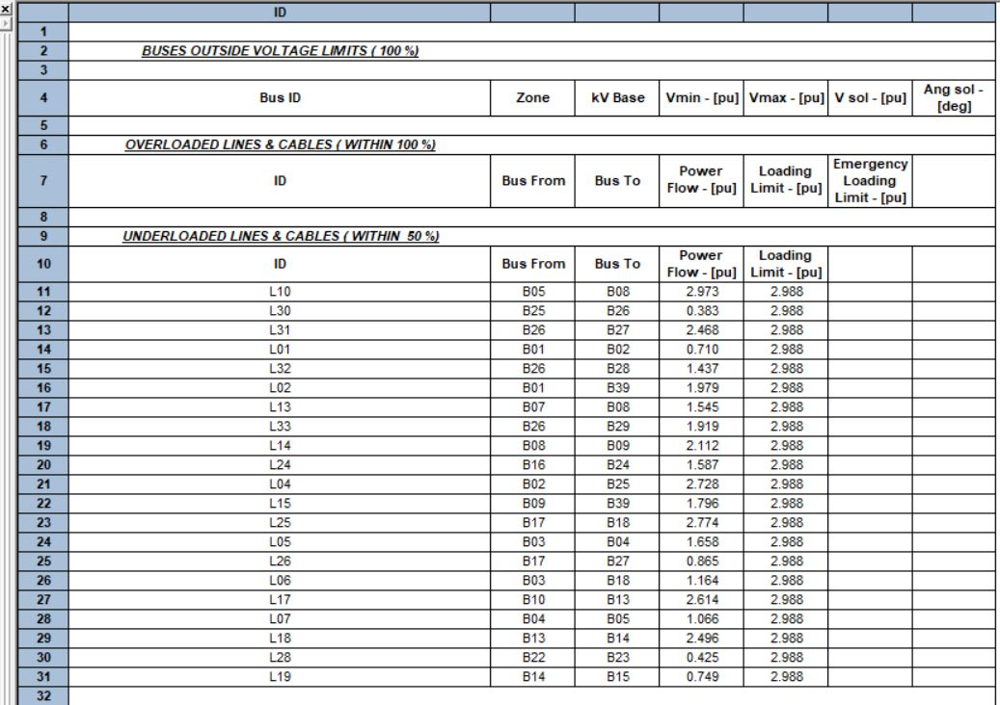 ID
1
2 BUSES OUTSIDE VOLTAGE LIMITS ( 100 %)
3
4 Bus ID Zone kV Base Vmin - [pu] Vmax - [pu] V sol - [pu] Ang sol - [deg]
5
6 OVERLOADED LINES & CABLES ( WITHIN 100 %)
7 ID Bus From Bus To Power Flow - [pu] Loading Limit - [pu] Emergency Loading Limit - [pu]
8
9 UNDERLOADED LINES & CABLES ( WITHIN 50 %)
10 ID Bus From Bus To Power Flow - [pu] Loading Limit - [pu]
11 L10 B05 B08 2.973 2.988
12 L30 B25 B26 0.383 2.988
13 L31 B26 B27 2.468 2.988
14 L01 B01 B02 0.710 2.988
15 L32 B26 B28 1.437 2.988
16 L02 B01 B39 1.979 2.988
17 L13 B07 B08 1.545 2.988
18 L33 B26 B29 1.919 2.988
19 L14 B08 B09 2.112 2.988
20 L24 B16 B24 1.587 2.988
21 L04 B02 B25 2.728 2.988
22 L15 B09 B39 1.796 2.988
23 L25 B17 B18 2.774 2.988
24 L05 B03 B04 1.658 2.988
25 L26 B17 B27 0.865 2.988
26 L06 B03 B18 1.164 2.988
27 L17 B10 B13 2.614 2.988
28 L07 B04 B05 1.066 2.988
29 L18 B13 B14 2.496 2.988
30 L28 B22 B23 0.425 2.988
31 L19 B14 B15 0.749 2.988
32